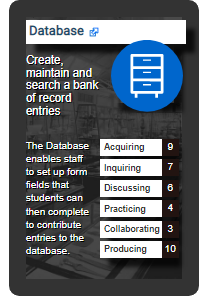 Database
Create,
maintain and
search a bank
of record
entries
The Database
enables staff
to set up form
fields that
students can
then complete
to contribute
entries to the
database.
Acquiring 9
Inquiring 7
Discussing 6
Practicing 4
Collaborating 3
Producing 10